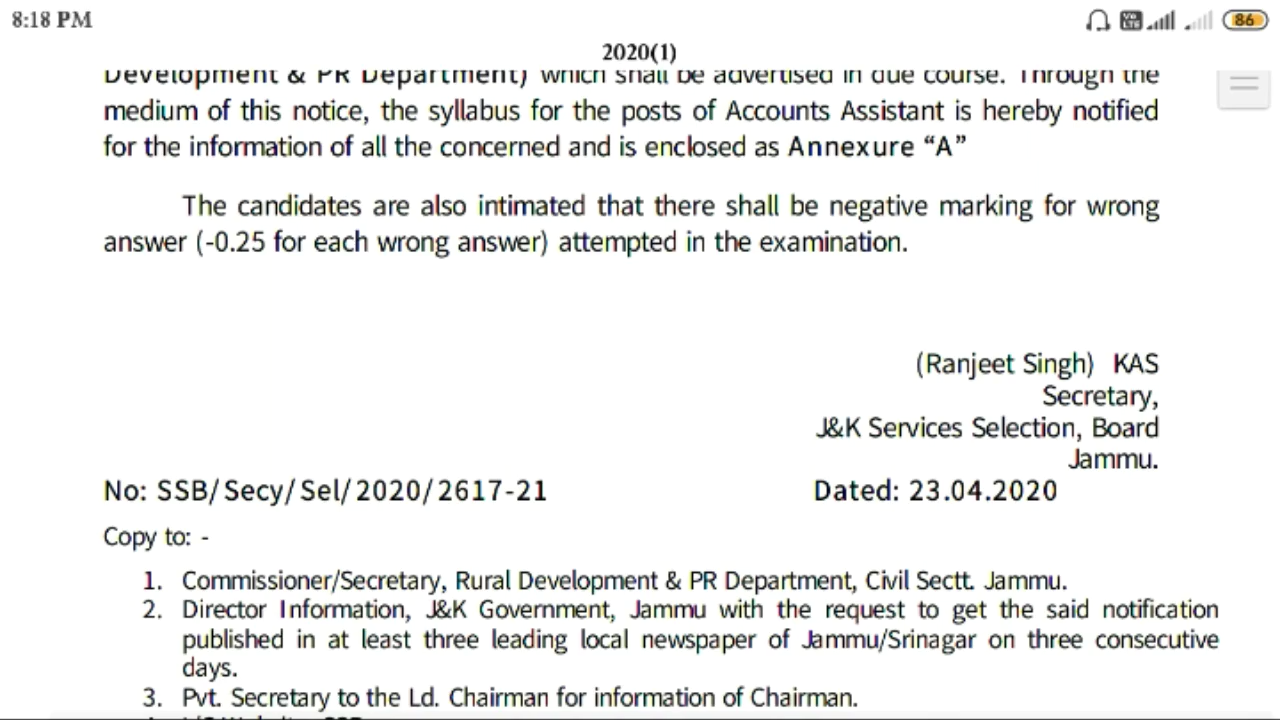 8:18 PM
86
2020(1)
Development & PR Department) which shall be advertised in due course. Through the
medium of this notice, the syllabus for the posts of Accounts Assistant is hereby notified
for the information of all the concerned and is enclosed as Annexure “A”
The candidates are also intimated that there shall be negative marking for wrong
answer (-0.25 for each wrong answer) attempted in the examination.
(Ranjeet Singh) KAS
Secretary,
J&K Services Selection, Board
Jammu.
No: SSB/Secy/Sel/2020/2617-21 Dated: 23.04.2020
Copy to: -
1. Commissioner/Secretary, Rural Development & PR Department, Civil Sectt. Jammu.
2. Director Information, J&K Government, Jammu with the request to get the said notification
published in at least three leading local newspaper of Jammu/Srinagar on three consecutive
days.
3. Pvt. Secretary to the Ld. Chairman for information of Chairman.